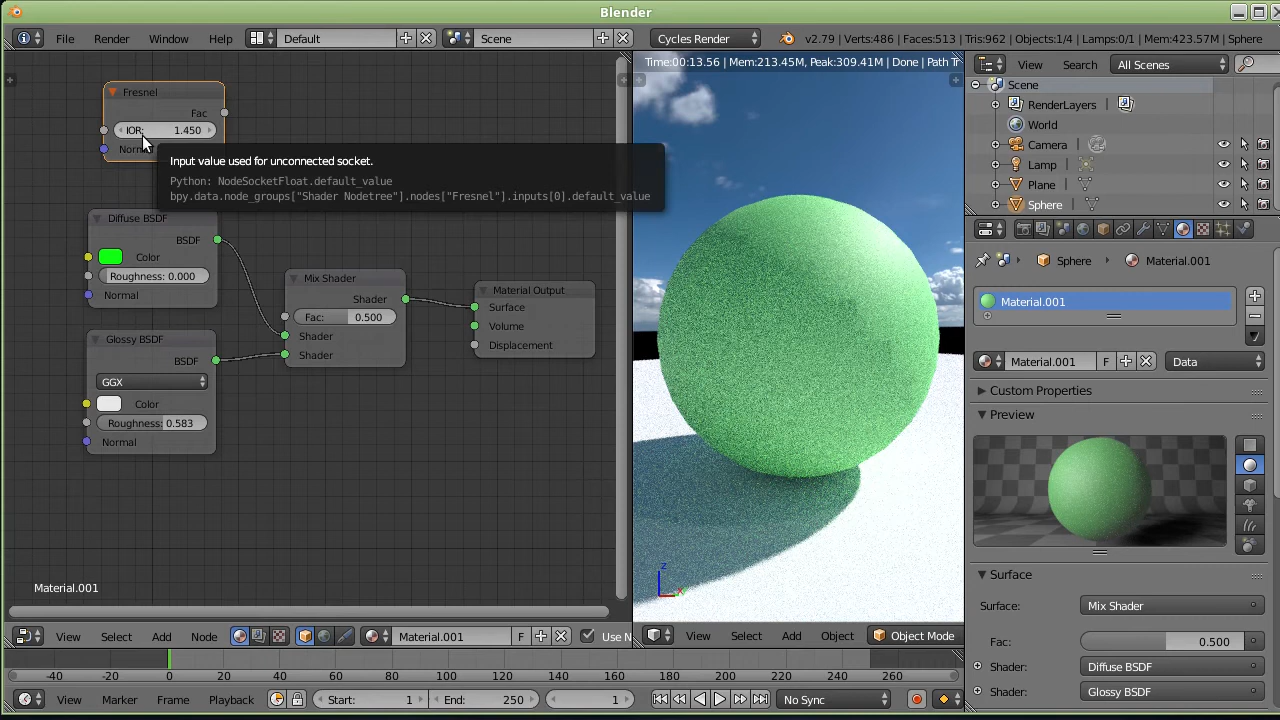 Blender
File Render Window Help Default Scene Cycles Render v2.79 | Verts:486 | Faces:513 | Tris:962 | Objects:1/4 | Lamps:0/1 | Mem:423.57M | Sphere
Time:00:13.56 | Mem:213.45M, Peak:309.41M | Done | Path Tr
View Search All Scenes
Scene
RenderLayers
World
Camera
Lamp
Plane
Sphere
Fresnel
Fac
IOR: 1.450
Input value used for unconnected socket.
Python: NodeSocketFloat.default_value
bpy.data.node_groups["Shader Nodetree"].nodes["Fresnel"].inputs[0].default_value
Diffuse BSDF
BSDF
Color
Roughness: 0.000
Normal
Glossy BSDF
BSDF
GGX
Color
Roughness: 0.583
Normal
Mix Shader
Shader
Fac: 0.500
Shader
Shader
Material Output
Surface
Volume
Displacement
Material.001
View Select Add Node Material.001 F Use N
z
x
View Select Add Object Object Mode
Sphere Material.001
Material.001
Material.001 F Data
Custom Properties
Preview
Surface
Surface: Mix Shader
Fac: 0.500
Shader: Diffuse BSDF
Shader: Glossy BSDF
-40 -20 0 20 40 60 80 100 120 140 160 180 200 220 240 260
View Marker Frame Playback Start: 1 End: 250 1 No Sync